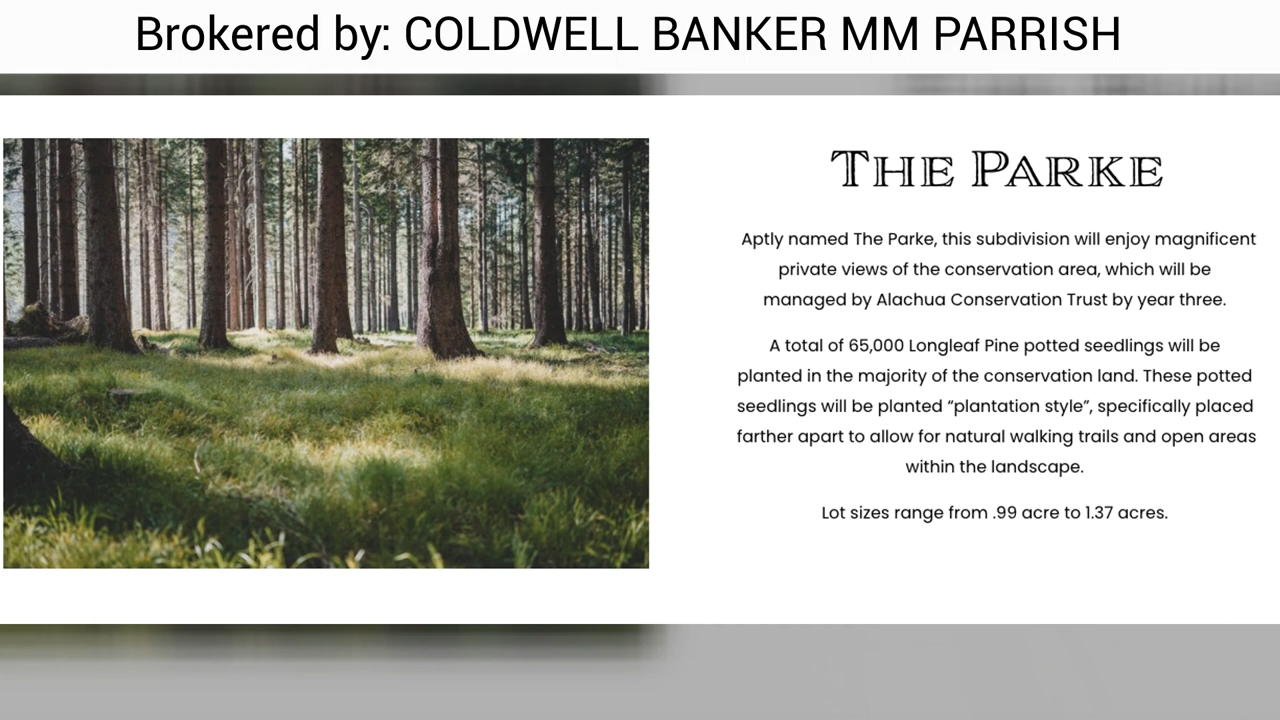 Brokered by: COLDWELL BANKER MM PARRISH
THE PARKE
Aptly named The Parke, this subdivision will enjoy magnificent
private views of the conservation area, which will be
managed by Alachua Conservation Trust by year three.
A total of 65,000 Longleaf Pine potted seedlings will be
planted in the majority of the conservation land. These potted
seedlings will be planted “plantation style”, specifically placed
farther apart to allow for natural walking trails and open areas
within the landscape.
Lot sizes range from .99 acre to 1.37 acres.